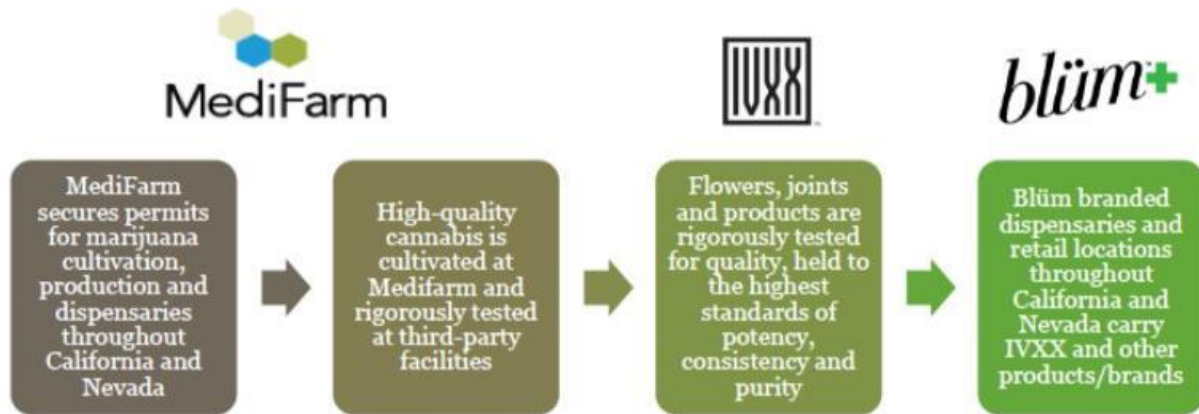 MediFarm
IVXX
blüm+
MediFarm
secures permits
for marijuana
cultivation,
production and
dispensaries
throughout
California and
Nevada
High-quality
cannabis is
cultivated at
Medifarm and
rigorously tested
at third-party
facilities
Flowers, joints
and products are
rigorously tested
for quality, held to
the highest
standards of
potency,
consistency and
purity
Blüm branded
dispensaries and
retail locations
throughout
California and
Nevada carry
IVXX and other
products/brands